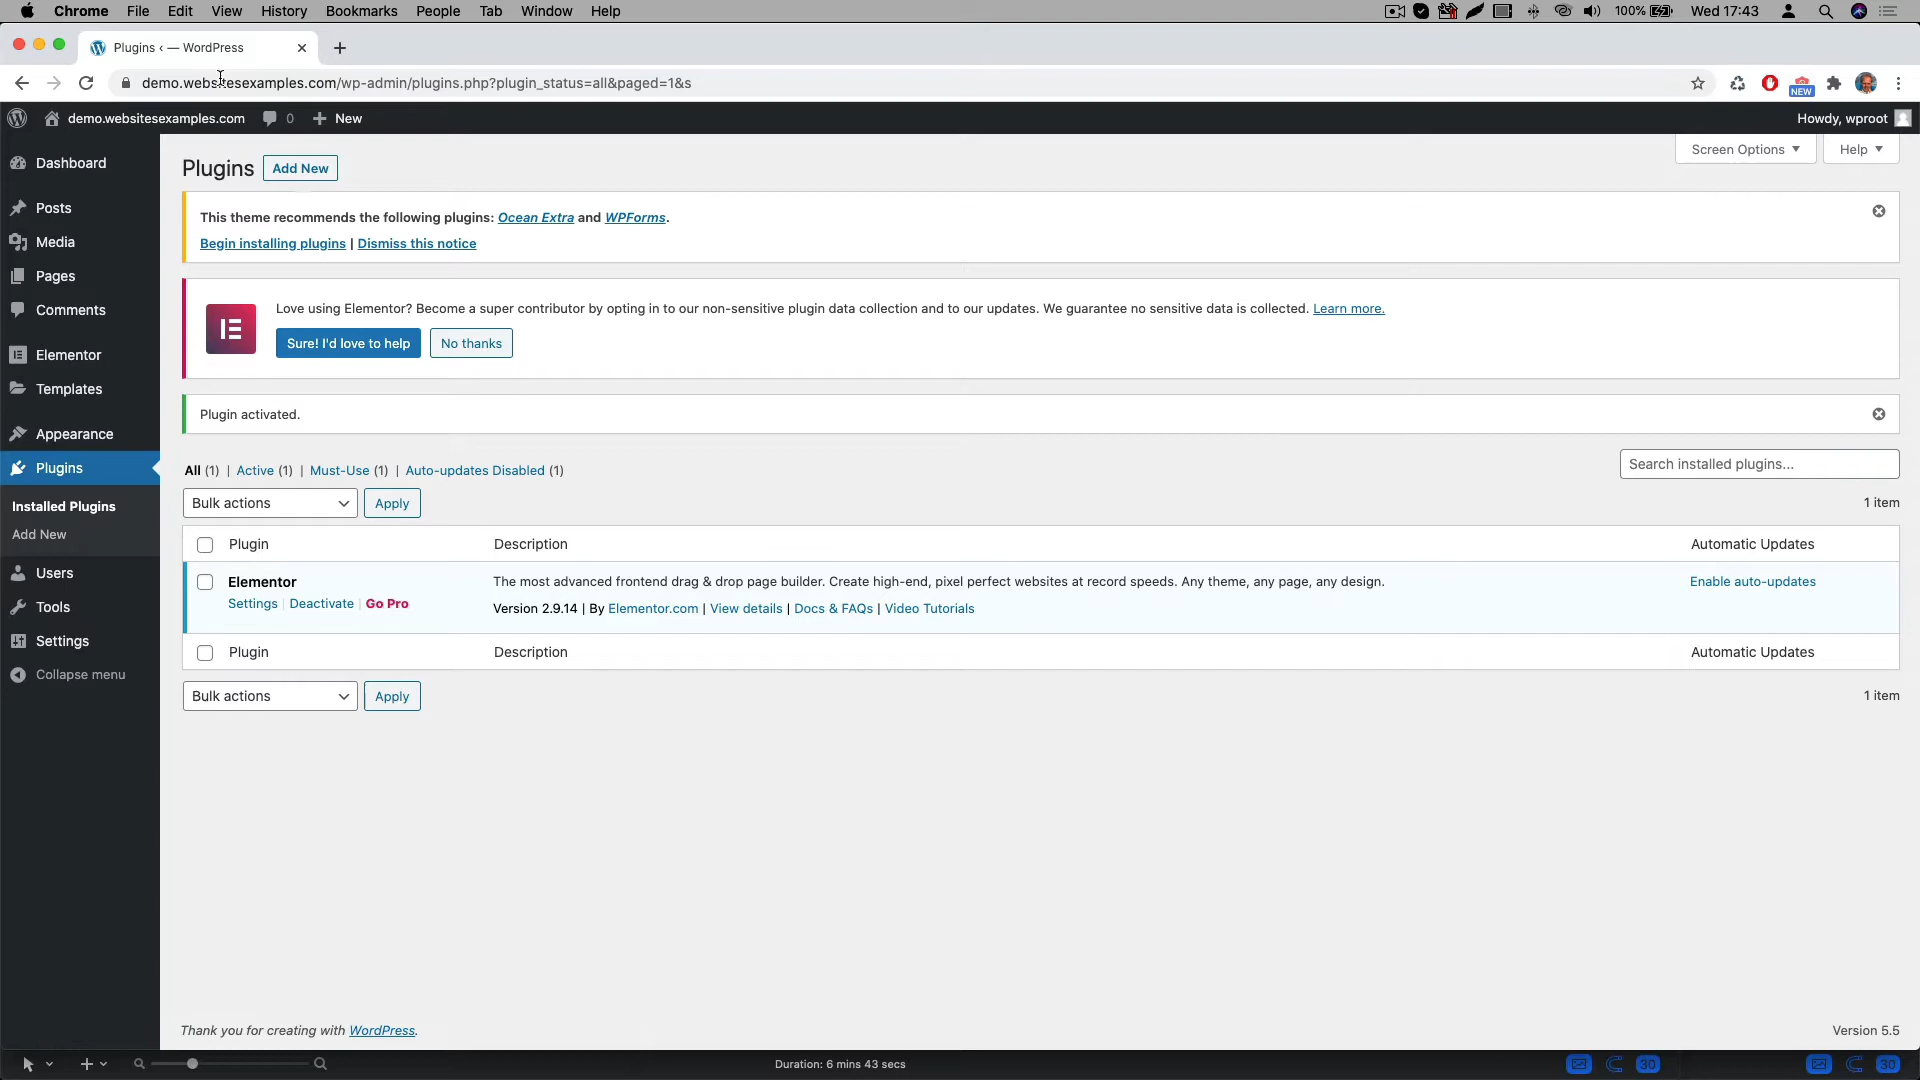 Chrome File Edit View History Bookmarks People Tab Window Help 100% Wed 17:43
Plugins ‹ — WordPress
demo.websitesexamples.com/wp-admin/plugins.php?plugin_status=all&paged=1&s
NEW
demo.websitesexamples.com 0 New Howdy, wproot
Screen Options Help
Dashboard
Posts
Media
Pages
Comments
Elementor
Templates
Appearance
Plugins
Installed Plugins
Add New
Users
Tools
Settings
Collapse menu
Plugins Add New
This theme recommends the following plugins: Ocean Extra and WPForms.
Begin installing plugins | Dismiss this notice
Love using Elementor? Become a super contributor by opting in to our non-sensitive plugin data collection and to our updates. We guarantee no sensitive data is collected. Learn more.
Sure! I'd love to help No thanks
Plugin activated.
All (1) | Active (1) | Must-Use (1) | Auto-updates Disabled (1)
Search installed plugins...
Bulk actions Apply 1 item
Plugin Description Automatic Updates
Elementor The most advanced frontend drag & drop page builder. Create high-end, pixel perfect websites at record speeds. Any theme, any page, any design. Enable auto-updates
Settings | Deactivate | Go Pro Version 2.9.14 | By Elementor.com | View details | Docs & FAQs | Video Tutorials
Plugin Description Automatic Updates
Bulk actions Apply 1 item
Thank you for creating with WordPress. Version 5.5
Duration: 6 mins 43 secs 30 30